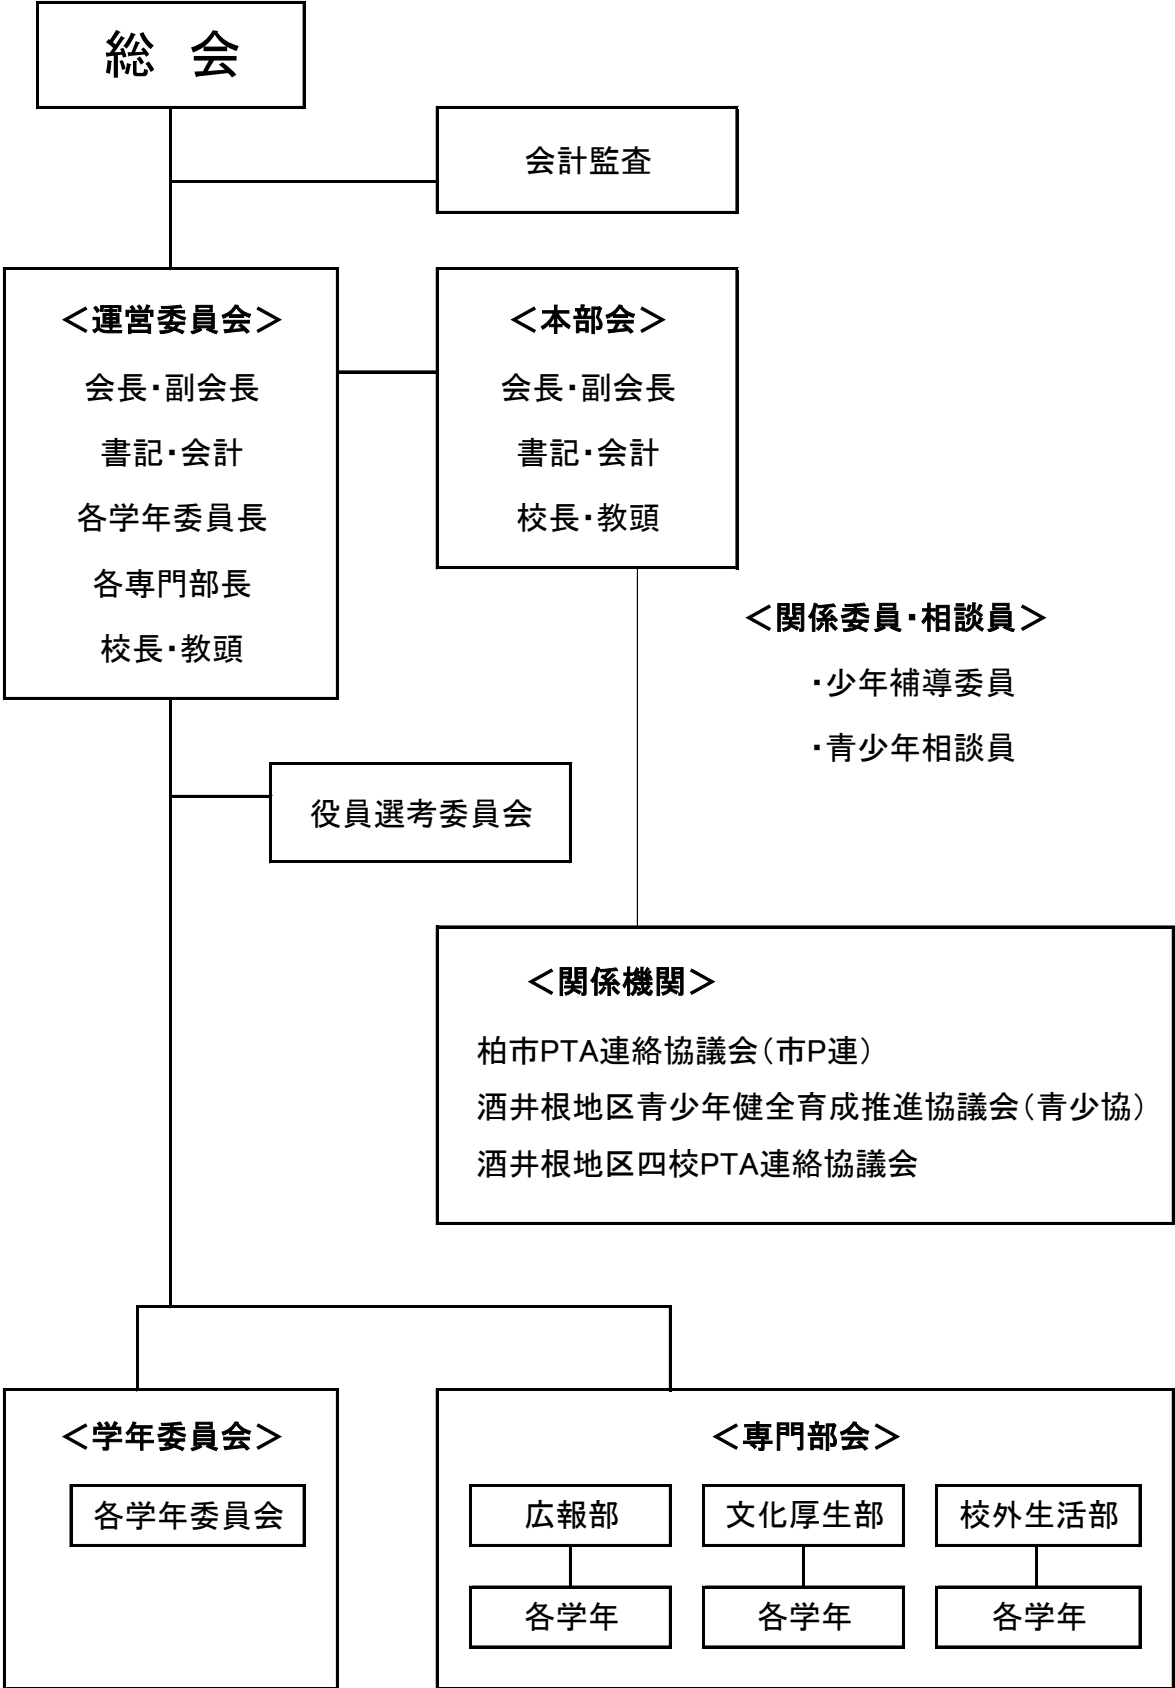 総　会
会計監査
＜運営委員会＞
会長・副会長
書記・会計
各学年委員長
各専門部長
校長・教頭
＜本部会＞
会長・副会長
書記・会計
校長・教頭
＜関係委員・相談員＞
・少年補導委員
・青少年相談員
役員選考委員会
＜関係機関＞
柏市PTA連絡協議会（市P連）
酒井根地区青少年健全育成推進協議会（青少協）
酒井根地区四校PTA連絡協議会
＜学年委員会＞
各学年委員会
＜専門部会＞
広報部
文化厚生部
校外生活部
各学年
各学年
各学年